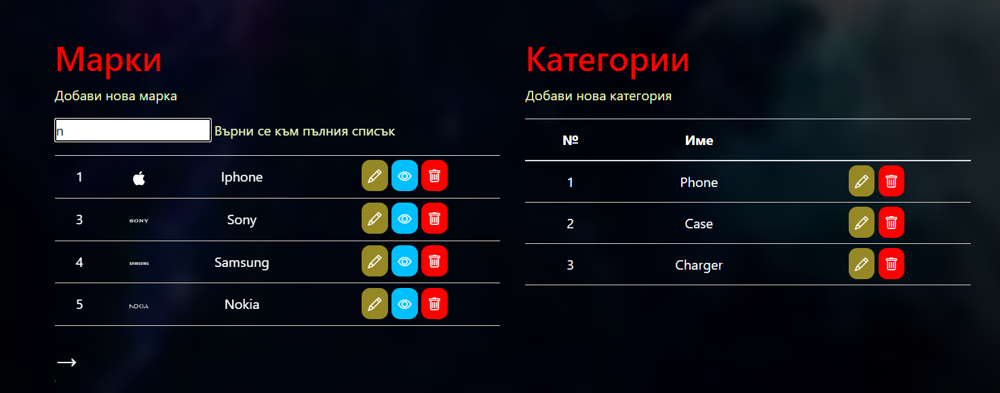 Марки
Добави нова марка
n Върни се към пълния списък
1 Iphone
3 SONY Sony
4 SAMSUNG Samsung
5 NOKIA Nokia
Категории
Добави нова категория
№ Име
1 Phone
2 Case
3 Charger